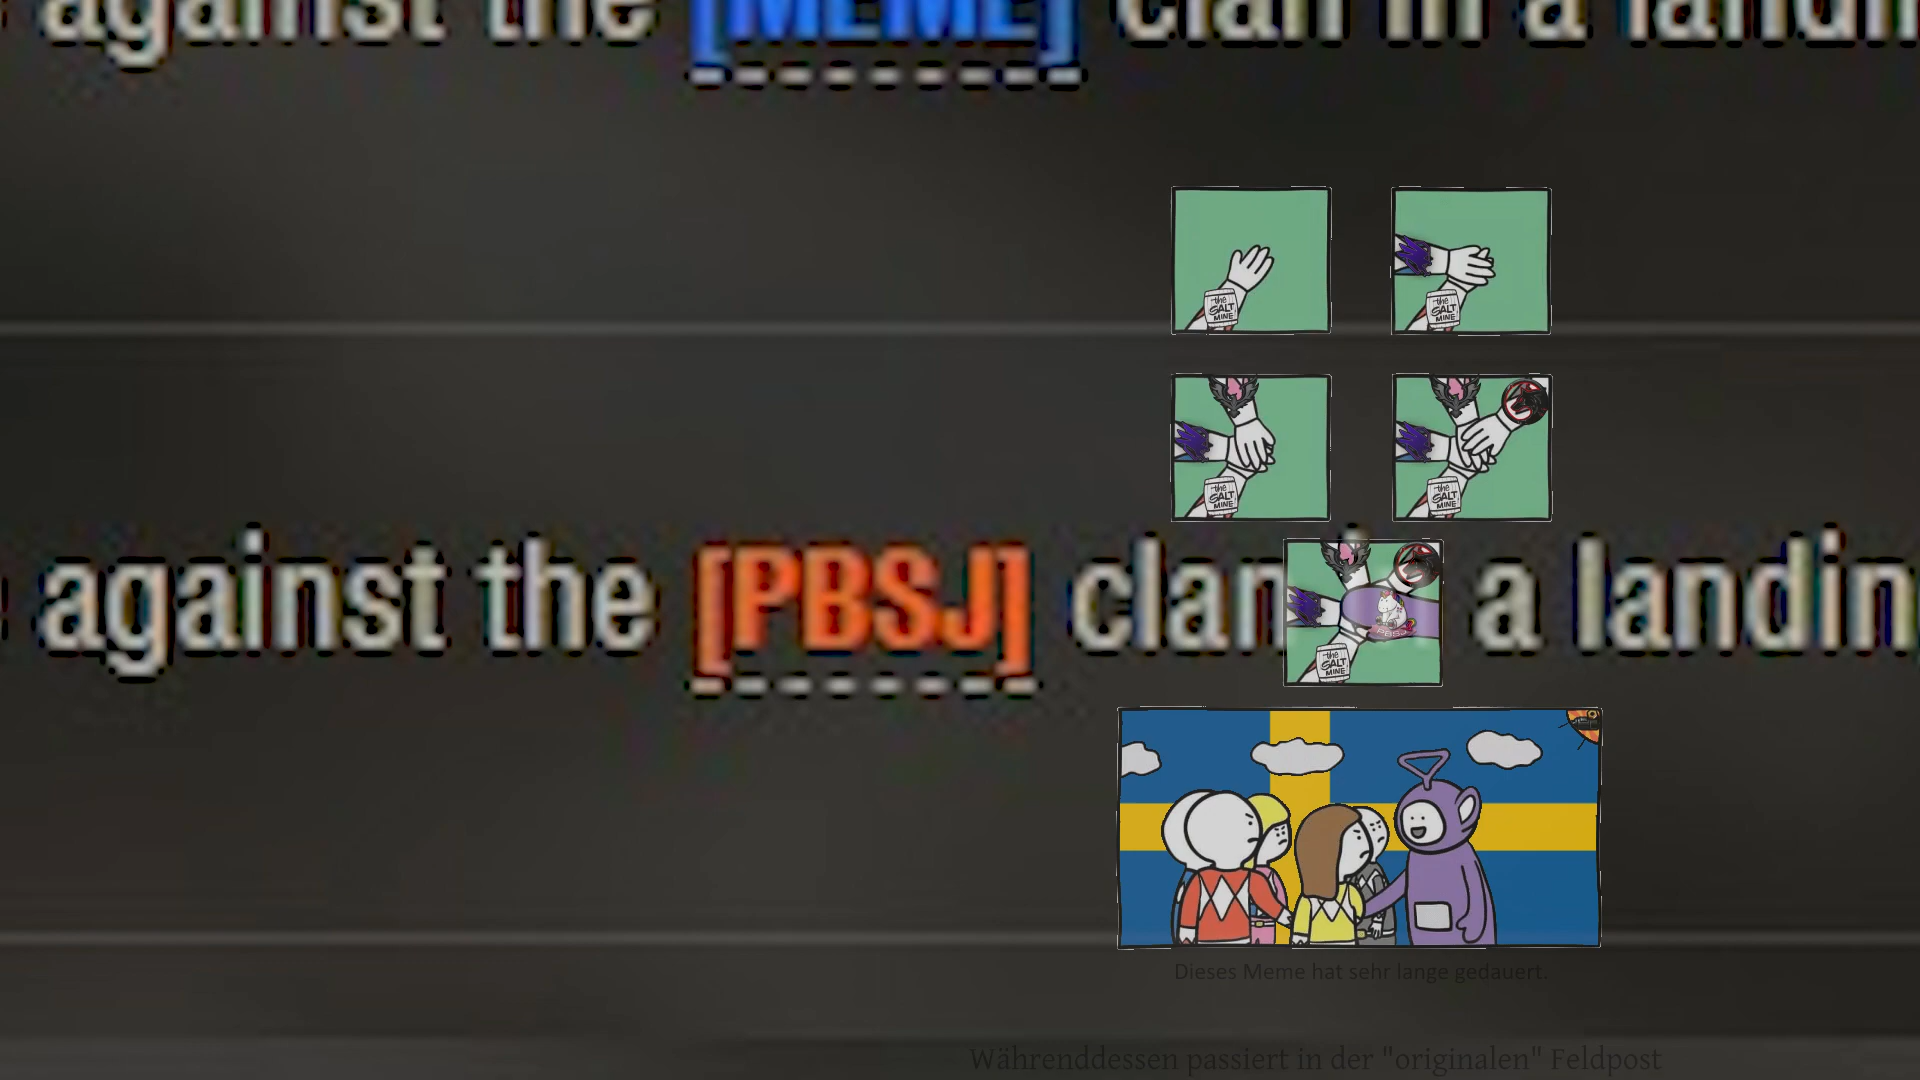 against the [MEME] clan in a landin
the SALT MINE
the SALT MINE
the SALT MINE
the SALT MINE
against the [PBSJ] clan a landin
PBSJ
the SALT MINE
Dieses Meme hat sehr lange gedauert.
Währenddessen passiert in der "originalen" Feldpost